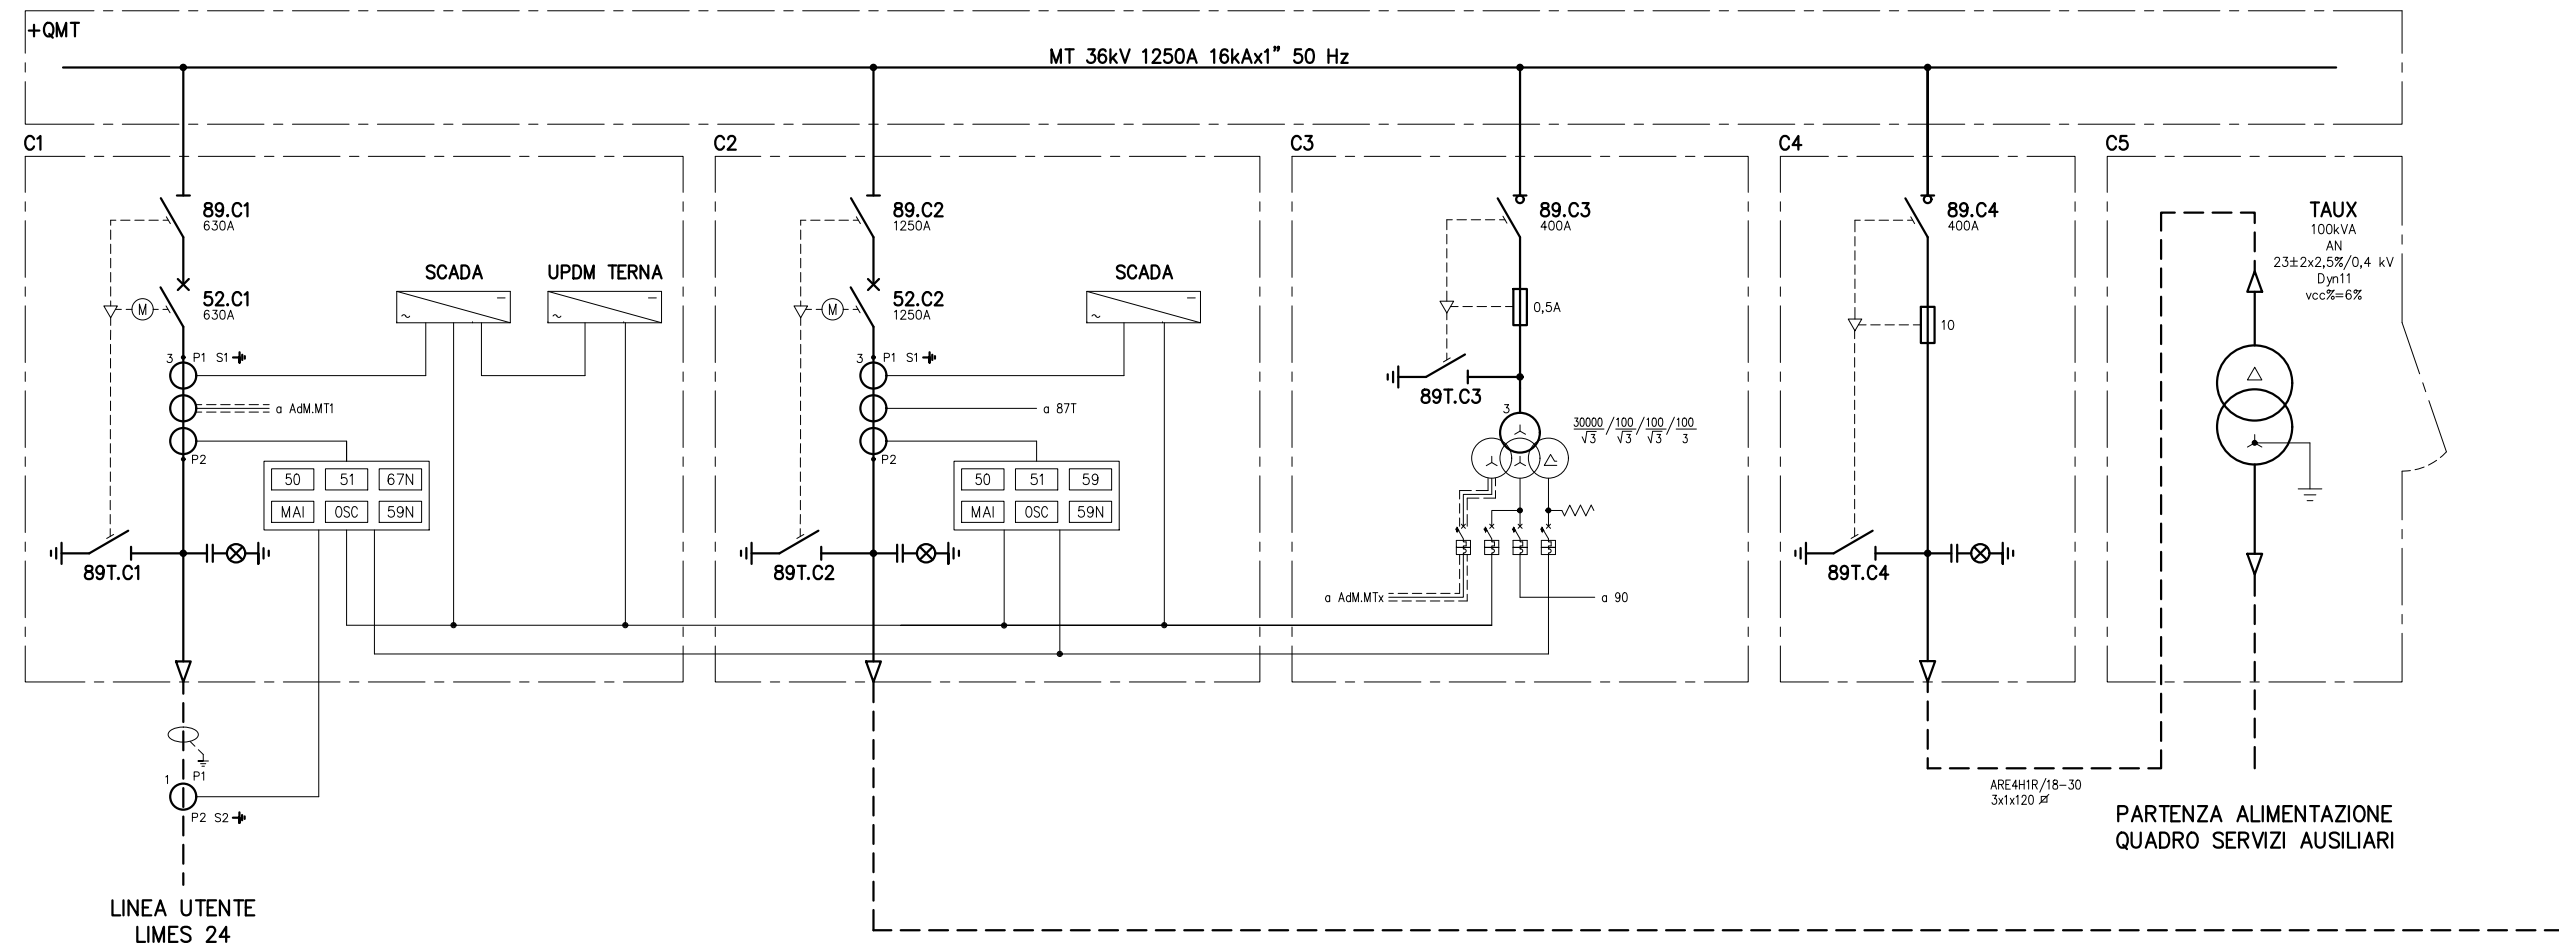 +QMT
MT 36kV 1250A 16kAx1" 50 Hz
C1
C2
C3
C4
C5
89.C1
630A
SCADA
UPDM TERNA
52.C1
630A
M
3 P1 S1
a AdM.MT1
P2
50 51 67N
MAI OSC 59N
89T.C1
1 P1
P2 S2
LINEA UTENTE
LIMES 24
89.C2
1250A
SCADA
52.C2
1250A
M
3 P1 S1
a 87T
P2
50 51 59
MAI OSC 59N
89T.C2
89.C3
400A
0,5A
89T.C3
3
30000/√3 / 100/√3 / 100/√3 / 100/3
a AdM.MTx
a 90
89.C4
400A
10
89T.C4
ARE4H1R/18-30
3x1x120
TAUX
100kVA
AN
23±2x2,5%/0,4 kV
Dyn11
vcc%=6%
PARTENZA ALIMENTAZIONE
QUADRO SERVIZI AUSILIARI